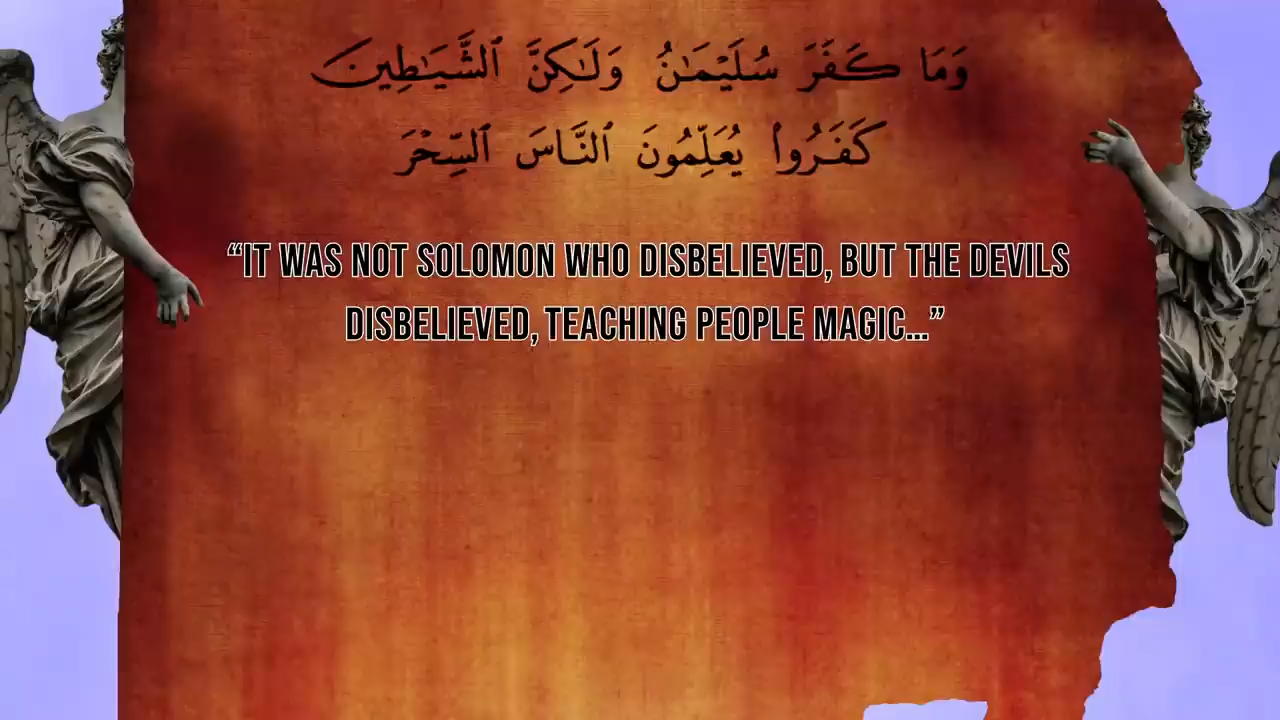 وَمَا كَفَرَ سُلَيْمَـٰنُ وَلَـٰكِنَّ ٱلشَّيَـٰطِينَ
كَفَرُوا۟ يُعَلِّمُونَ ٱلنَّاسَ ٱلسِّحْرَ
“IT WAS NOT SOLOMON WHO DISBELIEVED, BUT THE DEVILS
DISBELIEVED, TEACHING PEOPLE MAGIC...”